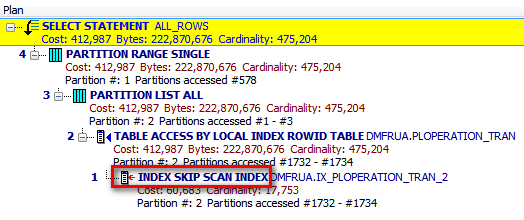 Plan
SELECT STATEMENT ALL_ROWS
Cost: 412,987 Bytes: 222,870,676 Cardinality: 475,204
4 PARTITION RANGE SINGLE
Cost: 412,987 Bytes: 222,870,676 Cardinality: 475,204
Partition #: 1 Partitions accessed #578
3 PARTITION LIST ALL
Cost: 412,987 Bytes: 222,870,676 Cardinality: 475,204
Partition #: 2 Partitions accessed #1 - #3
2 TABLE ACCESS BY LOCAL INDEX ROWID TABLE DMFRUA.PLOPERATION_TRAN
Cost: 412,987 Bytes: 222,870,676 Cardinality: 475,204
Partition #: 2 Partitions accessed #1732 - #1734
1 INDEX SKIP SCAN INDEX DMFRUA.IX_PLOPERATION_TRAN_2
Cost: 60,683 Cardinality: 17,753
Partition #: 2 Partitions accessed #1732 - #1734